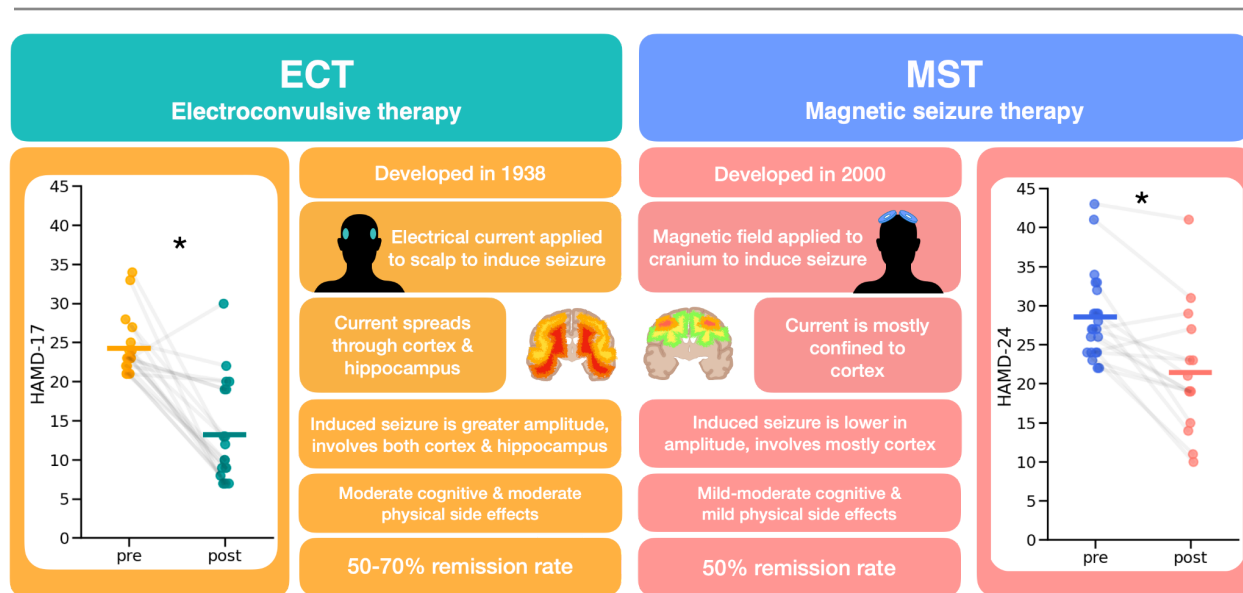 ECT
Electroconvulsive therapy
MST
Magnetic seizure therapy
45
40
35
30
25
20
15
10
5
0
HAMD-17
*
pre
post
Developed in 1938
Electrical current applied
to scalp to induce seizure
Current spreads
through cortex &
hippocampus
Induced seizure is greater amplitude,
involves both cortex & hippocampus
Moderate cognitive & moderate
physical side effects
50-70% remission rate
Developed in 2000
Magnetic field applied to
cranium to induce seizure
Current is mostly
confined to
cortex
Induced seizure is lower in
amplitude, involves mostly cortex
Mild-moderate cognitive &
mild physical side effects
50% remission rate
45
40
35
30
25
20
15
10
5
0
HAMD-24
*
pre
post